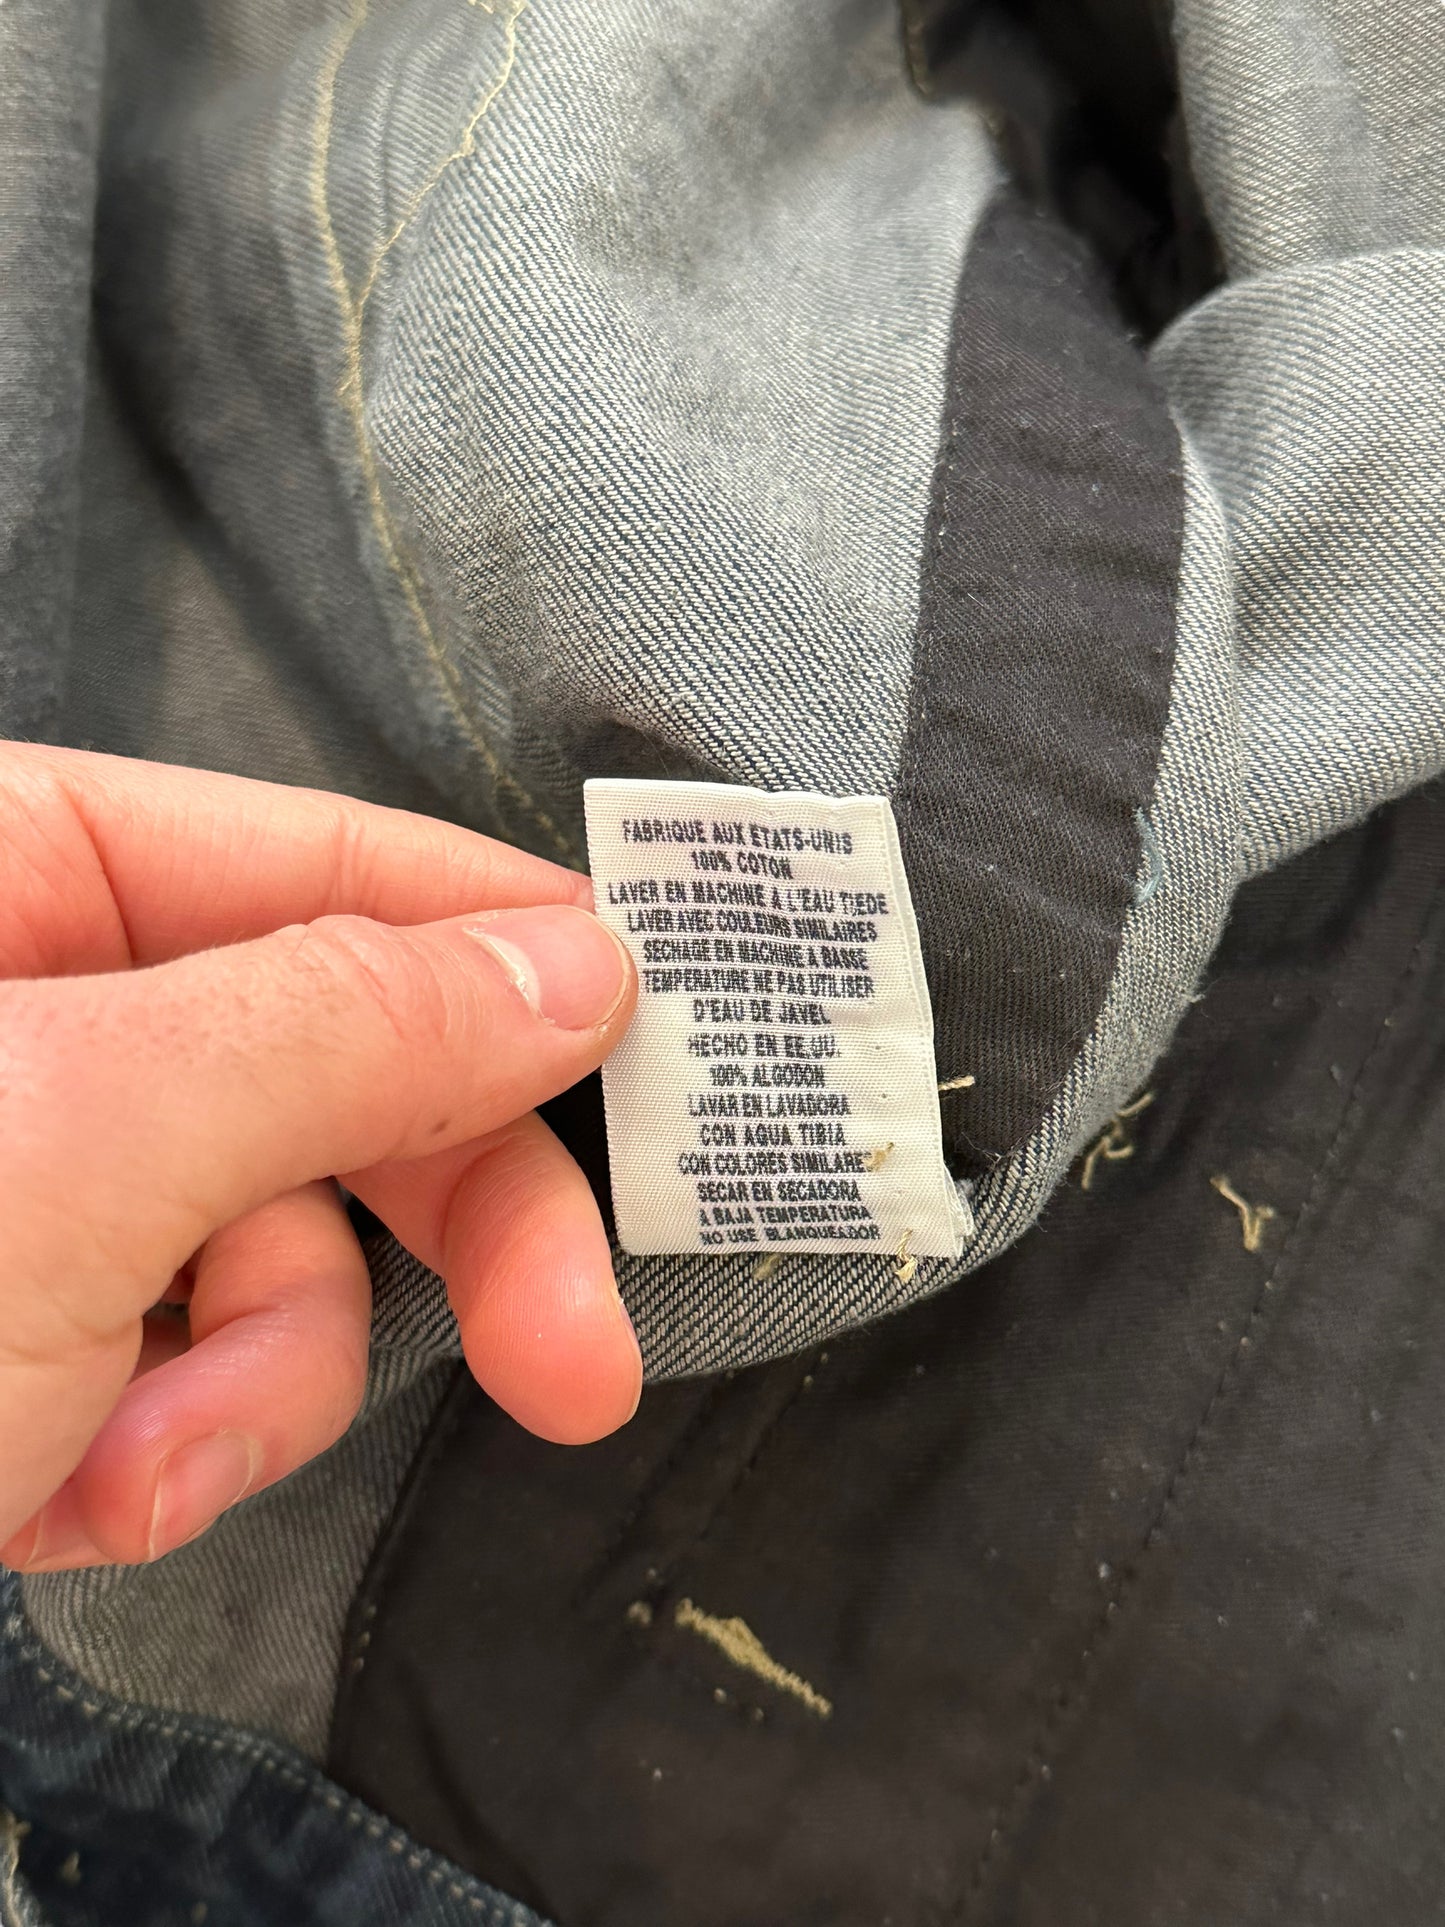 FABRIQUE AUX ETATS-UNIS
100% COTON
LAVER EN MACHINE A L'EAU TIEDE
LAVER AVEC COULEURS SIMILAIRES
SECHAGE EN MACHINE A BASSE
TEMPERATURE NE PAS UTILISER
D'EAU DE JAVEL
HECHO EN EE.UU.
100% ALGODON
LAVAR EN LAVADORA
CON AGUA TIBIA
CON COLORES SIMILARES
SECAR EN SECADORA
A BAJA TEMPERATURA
NO USE BLANQUEADOR